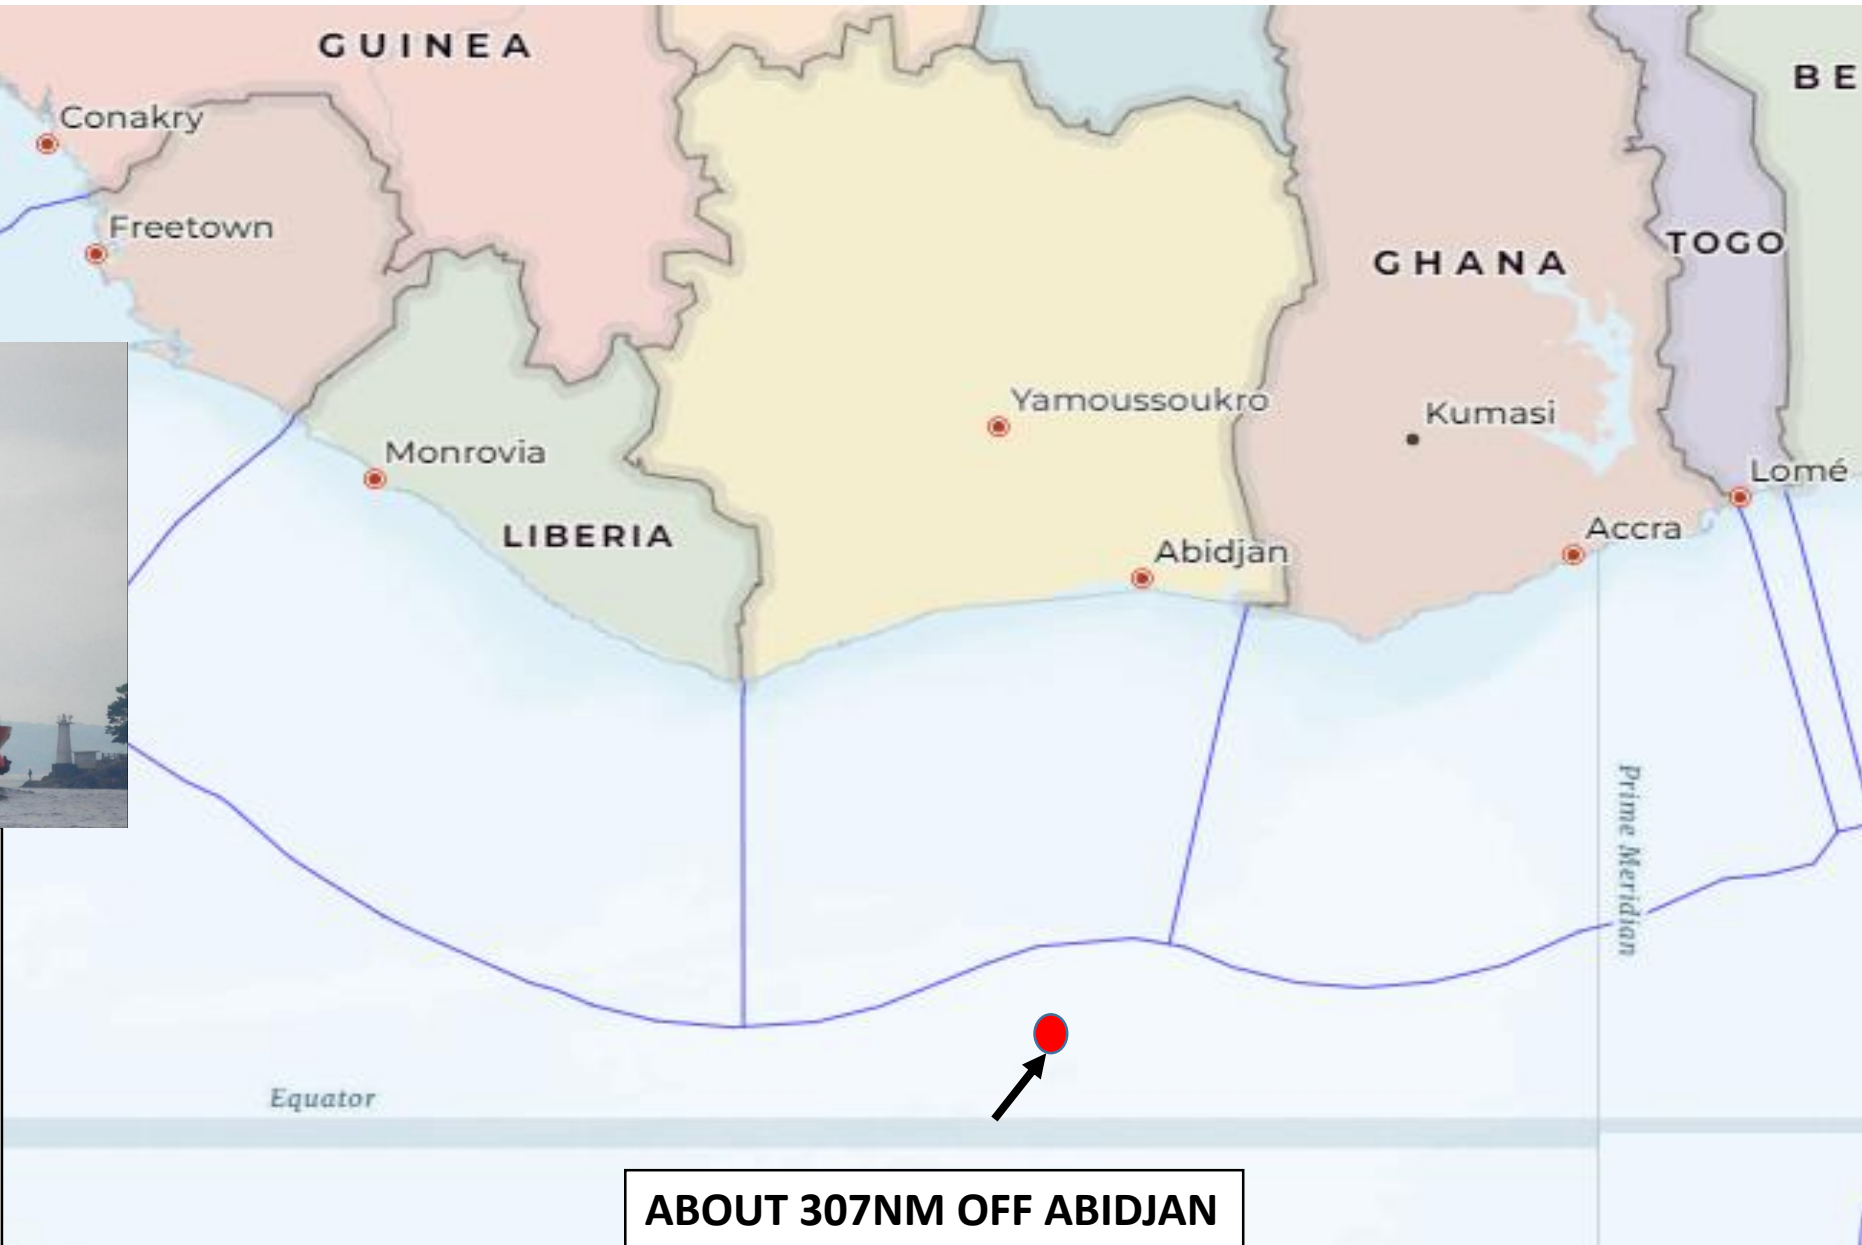 GUINEA
BE
Conakry
Freetown
TOGO
GHANA
Yamoussoukro
Kumasi
Monrovia
Lomé
LIBERIA
Accra
Abidjan
Prime Meridian
Equator
ABOUT 307NM OFF ABIDJAN